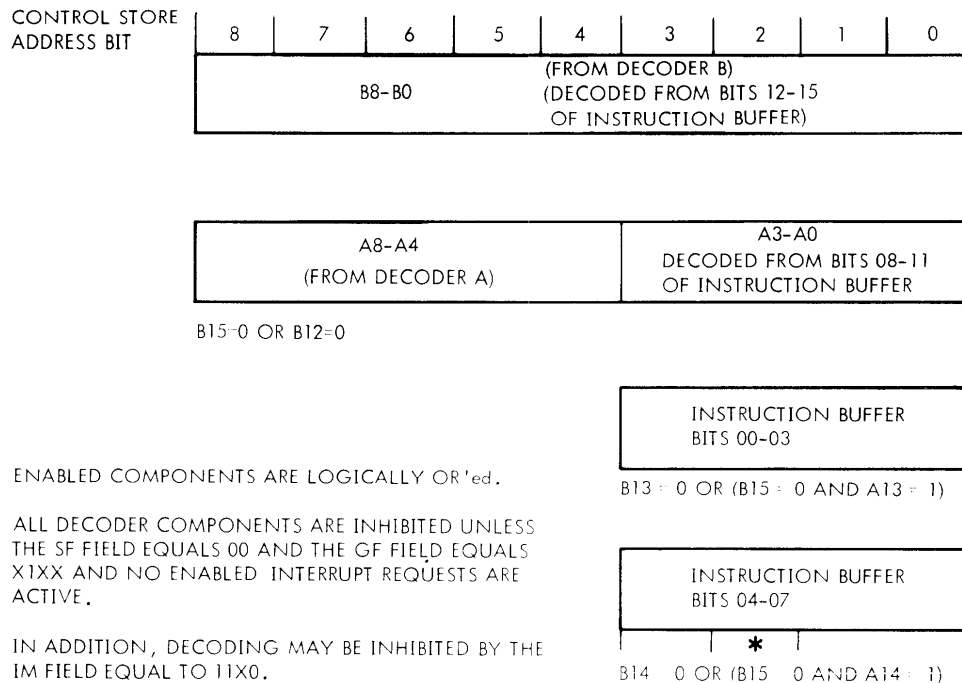 CONTROL STORE
ADDRESS BIT
8 7 6 5 4 3 2 1 0
B8-B0
(FROM DECODER B)
(DECODED FROM BITS 12-15
OF INSTRUCTION BUFFER)
A8-A4
(FROM DECODER A)
A3-A0
DECODED FROM BITS 08-11
OF INSTRUCTION BUFFER
B15=0 OR B12=0
INSTRUCTION BUFFER
BITS 00-03
B13 = 0 OR (B15 = 0 AND A13 = 1)
ENABLED COMPONENTS ARE LOGICALLY OR'ed.
ALL DECODER COMPONENTS ARE INHIBITED UNLESS
THE SF FIELD EQUALS 00 AND THE GF FIELD EQUALS
X1XX AND NO ENABLED INTERRUPT REQUESTS ARE
ACTIVE.
INSTRUCTION BUFFER
BITS 04-07
*
B14 0 OR (B15 0 AND A14 = 1)
IN ADDITION, DECODING MAY BE INHIBITED BY THE
IM FIELD EQUAL TO 11X0.